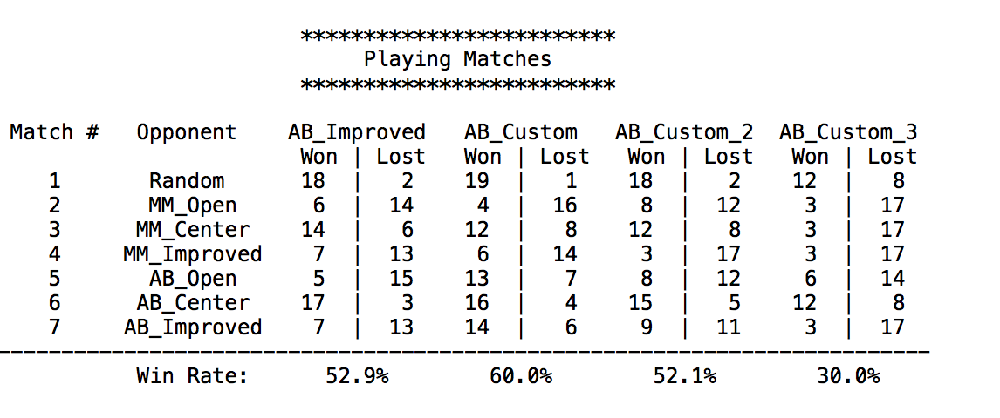 *************************
Playing Matches
*************************
Match # Opponent AB_Improved AB_Custom AB_Custom_2 AB_Custom_3
Won | Lost Won | Lost Won | Lost Won | Lost
1 Random 18 | 2 19 | 1 18 | 2 12 | 8
2 MM_Open 6 | 14 4 | 16 8 | 12 3 | 17
3 MM_Center 14 | 6 12 | 8 12 | 8 3 | 17
4 MM_Improved 7 | 13 6 | 14 3 | 17 3 | 17
5 AB_Open 5 | 15 13 | 7 8 | 12 6 | 14
6 AB_Center 17 | 3 16 | 4 15 | 5 12 | 8
7 AB_Improved 7 | 13 14 | 6 9 | 11 3 | 17
--------------------------------------------------------------------------
Win Rate: 52.9% 60.0% 52.1% 30.0%